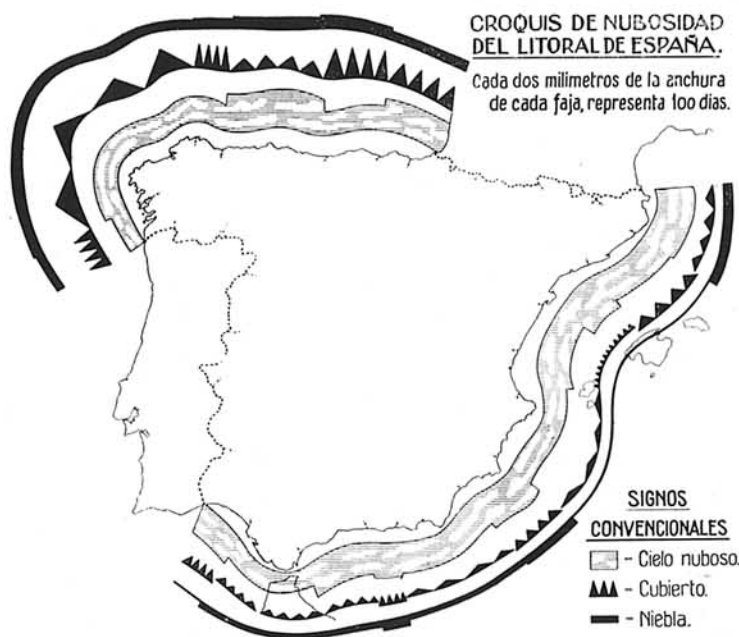 CROQUIS DE NUBOSIDAD
DEL LITORAL DE ESPAÑA.
Cada dos milimetros de la anchura
de cada faja, representa 100 dias.
SIGNOS
CONVENCIONALES
- Cielo nuboso.
- Cubierto.
- Niebla.